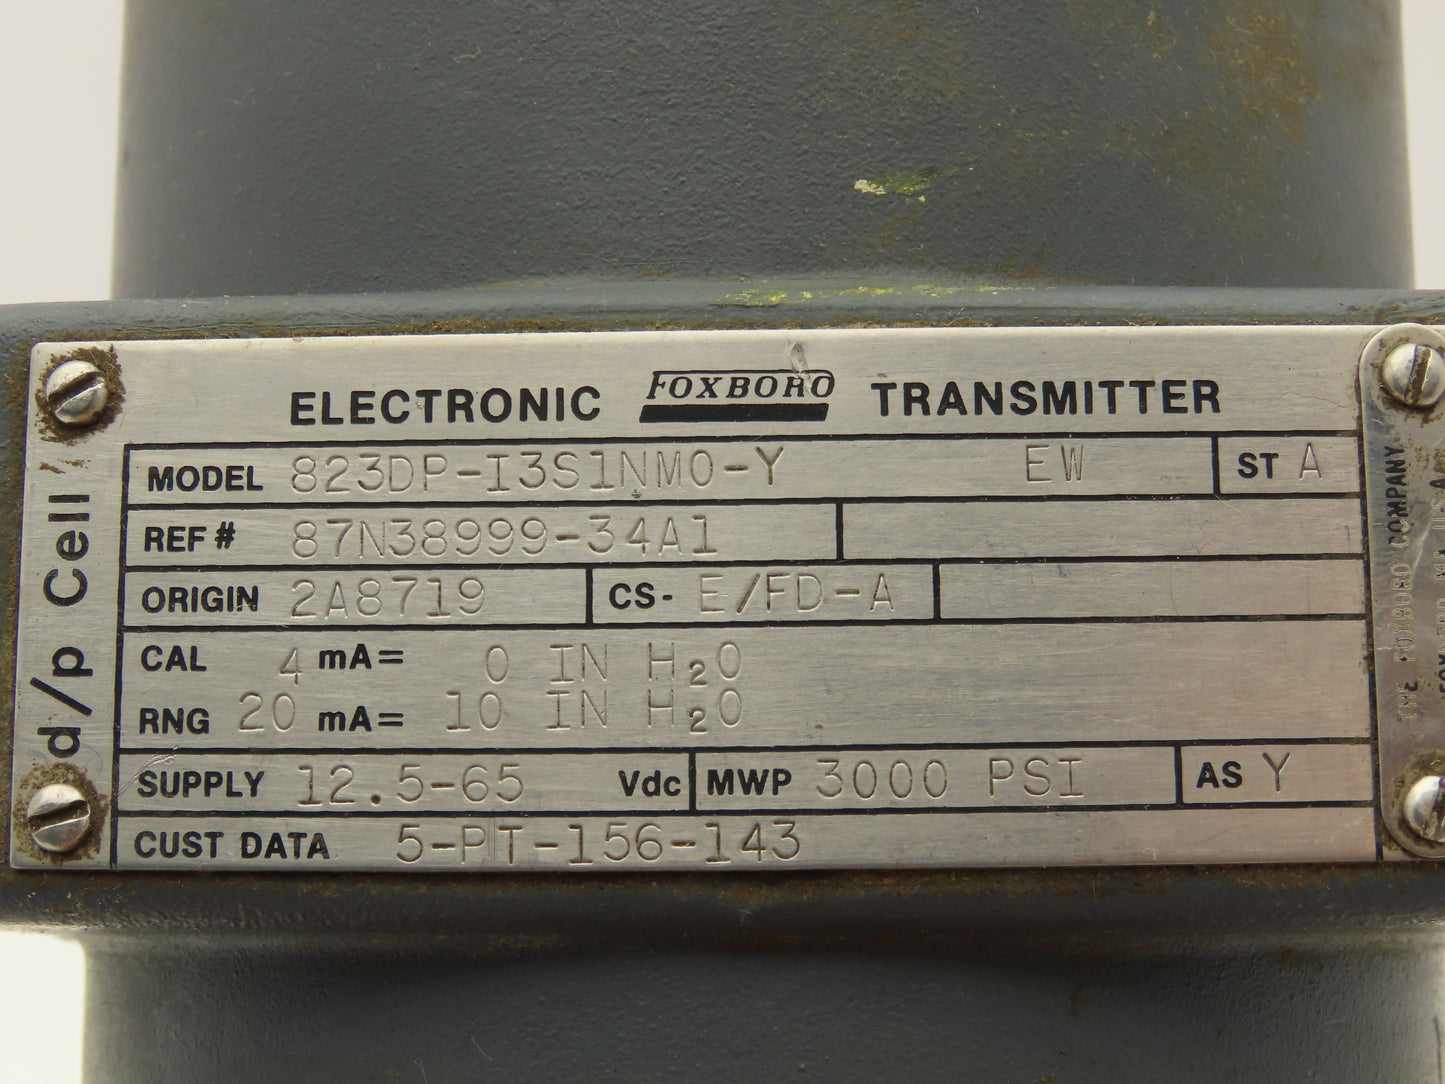 ELECTRONIC FOXBORO TRANSMITTER
MODEL 823DP-I3S1NM0-Y EW ST A
REF # 87N38999-34A1
ORIGIN 2A8719 CS- E/FD-A
CAL 4 mA= 0 IN H₂O
RNG 20 mA= 10 IN H₂O
SUPPLY 12.5-65 Vdc MWP 3000 PSI AS Y
CUST DATA 5-PT-156-143
d/p Cell
THE FOXBORO COMPANY